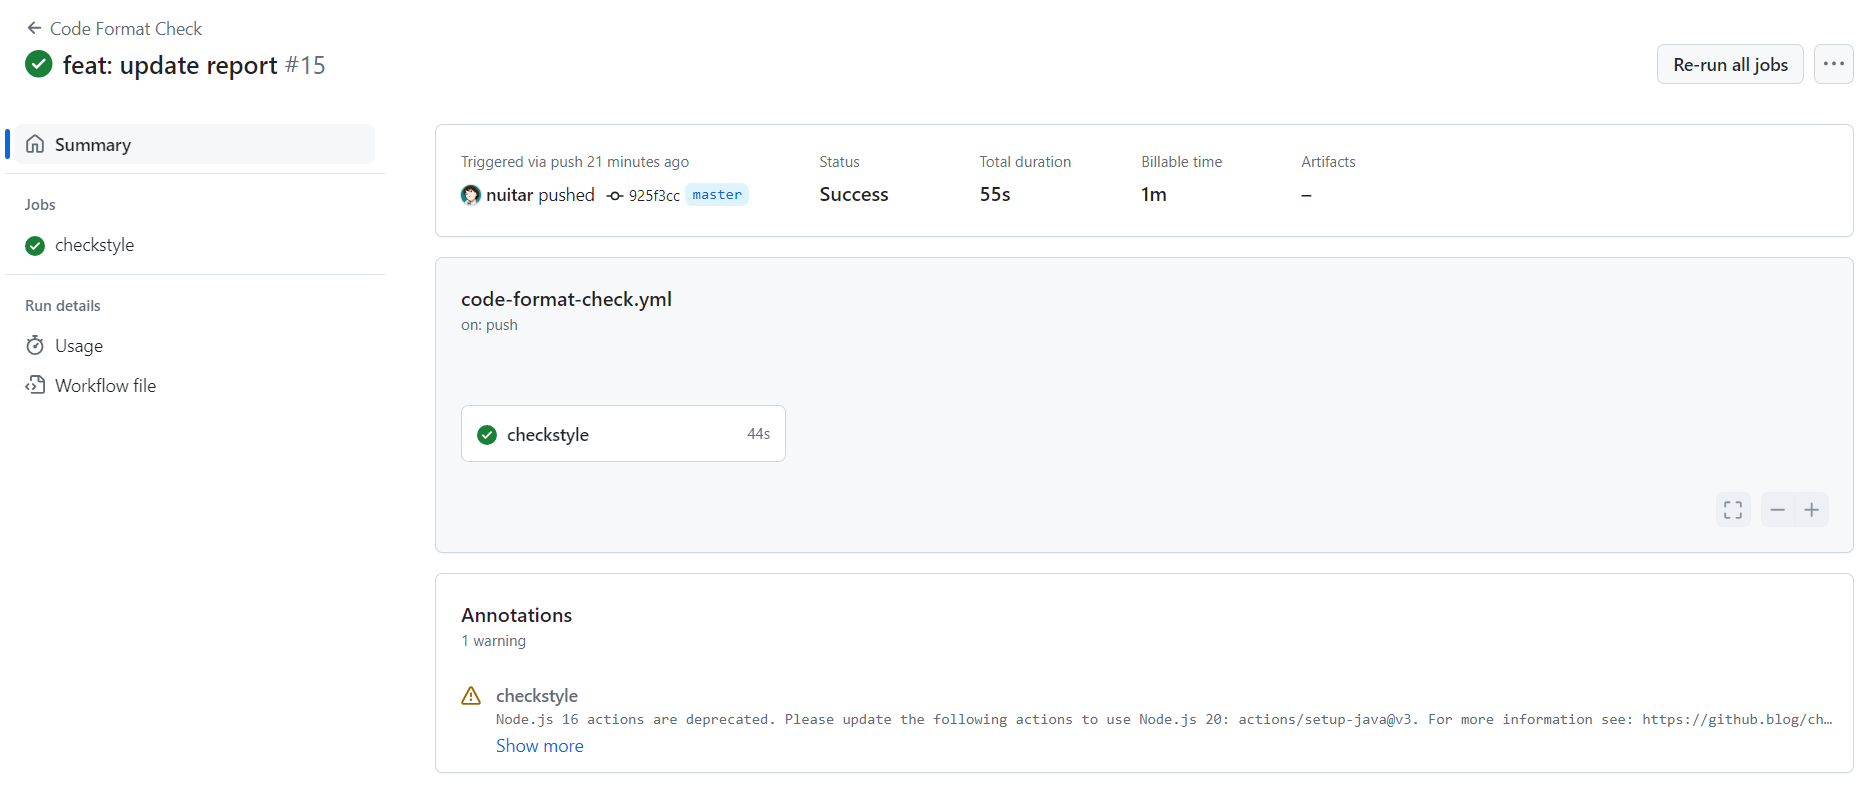 Code Format Check
feat: update report #15
Re-run all jobs
Summary
Jobs
checkstyle
Run details
Usage
Workflow file
Triggered via push 21 minutes ago
nuitar pushed 925f3cc master
Status
Success
Total duration
55s
Billable time
1m
Artifacts
–
code-format-check.yml
on: push
checkstyle 44s
Annotations
1 warning
checkstyle
Node.js 16 actions are deprecated. Please update the following actions to use Node.js 20: actions/setup-java@v3. For more information see: https://github.blog/ch…
Show more